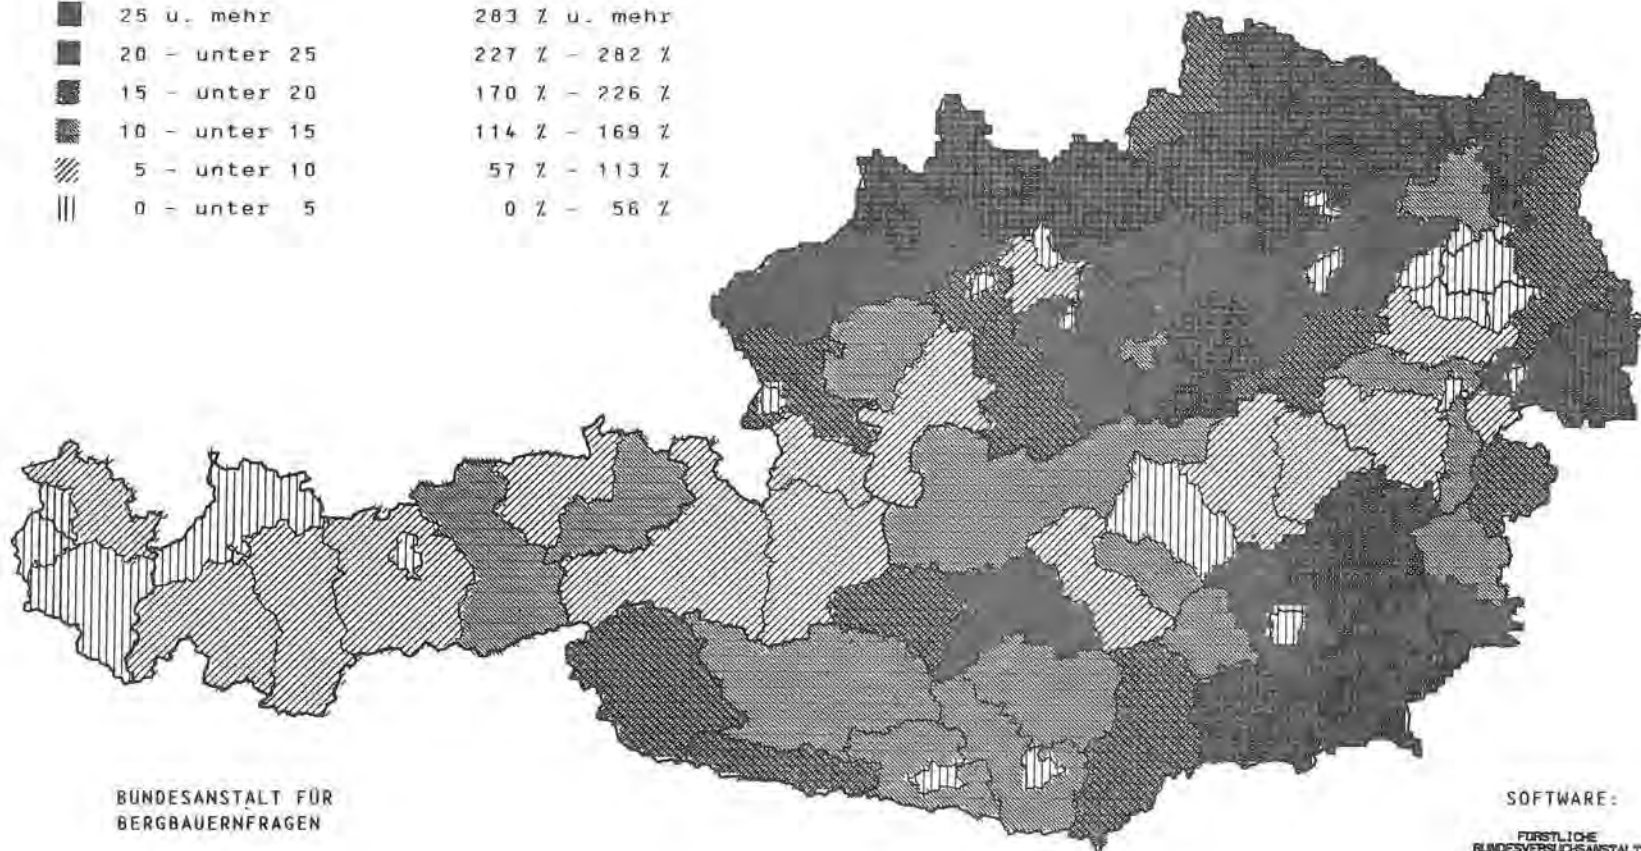 25 u. mehr 283 % u. mehr
20 - unter 25 227 % - 282 %
15 - unter 20 170 % - 226 %
10 - unter 15 114 % - 169 %
5 - unter 10 57 % - 113 %
0 - unter 5 0 % - 56 %
BUNDESANSTALT FÜR
BERGBAUERNFRAGEN
SOFTWARE:
FORSTLICHE
BUNDESVERSUCHSANSTALT